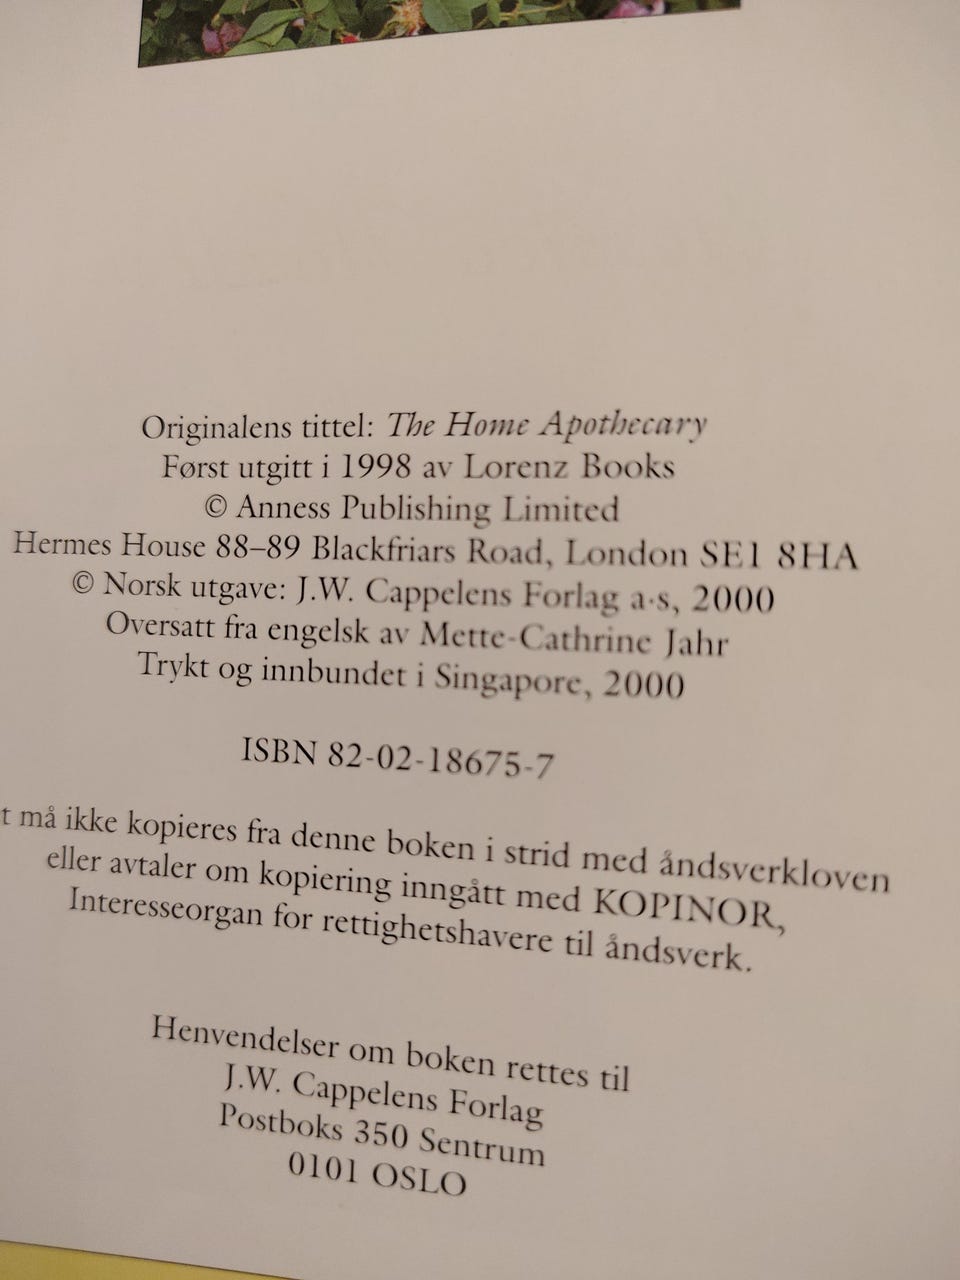 Originalens tittel: The Home Apothecary
Først utgitt i 1998 av Lorenz Books
© Anness Publishing Limited
Hermes House 88–89 Blackfriars Road, London SE1 8HA
© Norsk utgave: J.W. Cappelens Forlag a·s, 2000
Oversatt fra engelsk av Mette-Cathrine Jahr
Trykt og innbundet i Singapore, 2000
ISBN 82-02-18675-7
t må ikke kopieres fra denne boken i strid med åndsverkloven
eller avtaler om kopiering inngått med KOPINOR,
Interesseorgan for rettighetshavere til åndsverk.
Henvendelser om boken rettes til
J.W. Cappelens Forlag
Postboks 350 Sentrum
0101 OSLO